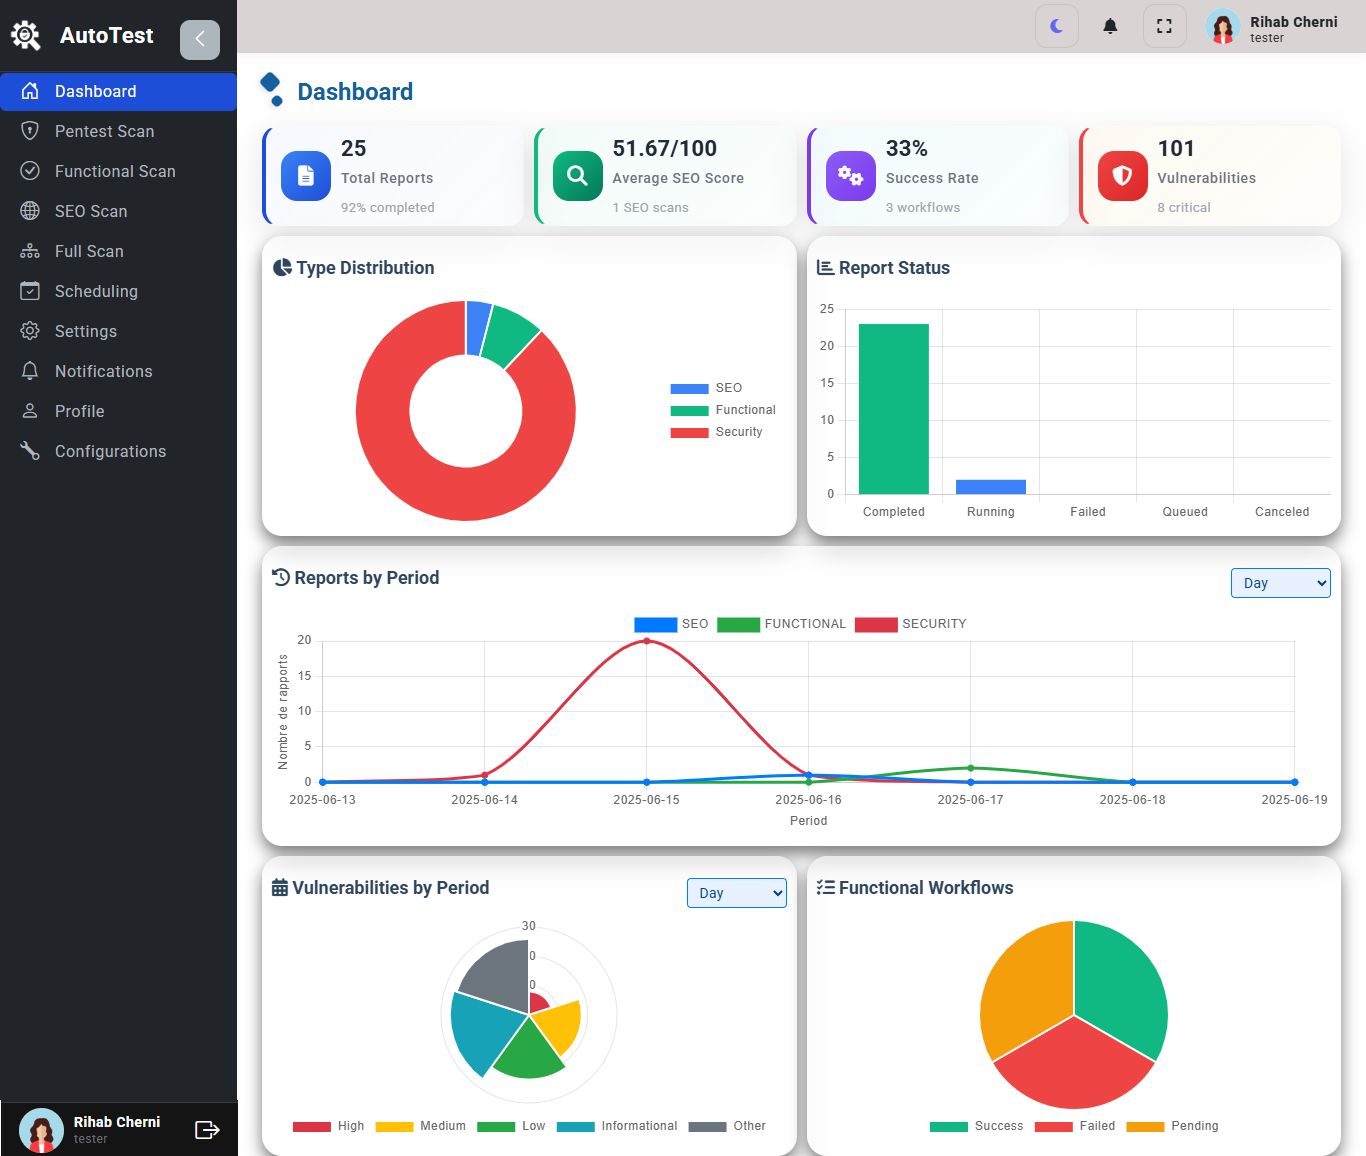 AutoTest
Dashboard
Pentest Scan
Functional Scan
SEO Scan
Full Scan
Scheduling
Settings
Notifications
Profile
Configurations
Rihab Cherni
tester
Rihab Cherni
tester
Dashboard
25
Total Reports
92% completed
51.67/100
Average SEO Score
1 SEO scans
33%
Success Rate
3 workflows
101
Vulnerabilities
8 critical
Type Distribution
SEO
Functional
Security
Report Status
25
20
15
10
5
0
Completed Running Failed Queued Canceled
Reports by Period
Day
SEO FUNCTIONAL SECURITY
Nombre de rapports
20
15
10
5
0
2025-06-13 2025-06-14 2025-06-15 2025-06-16 2025-06-17 2025-06-18 2025-06-19
Period
Vulnerabilities by Period
Day
30
0
0
High Medium Low Informational Other
Functional Workflows
Success Failed Pending